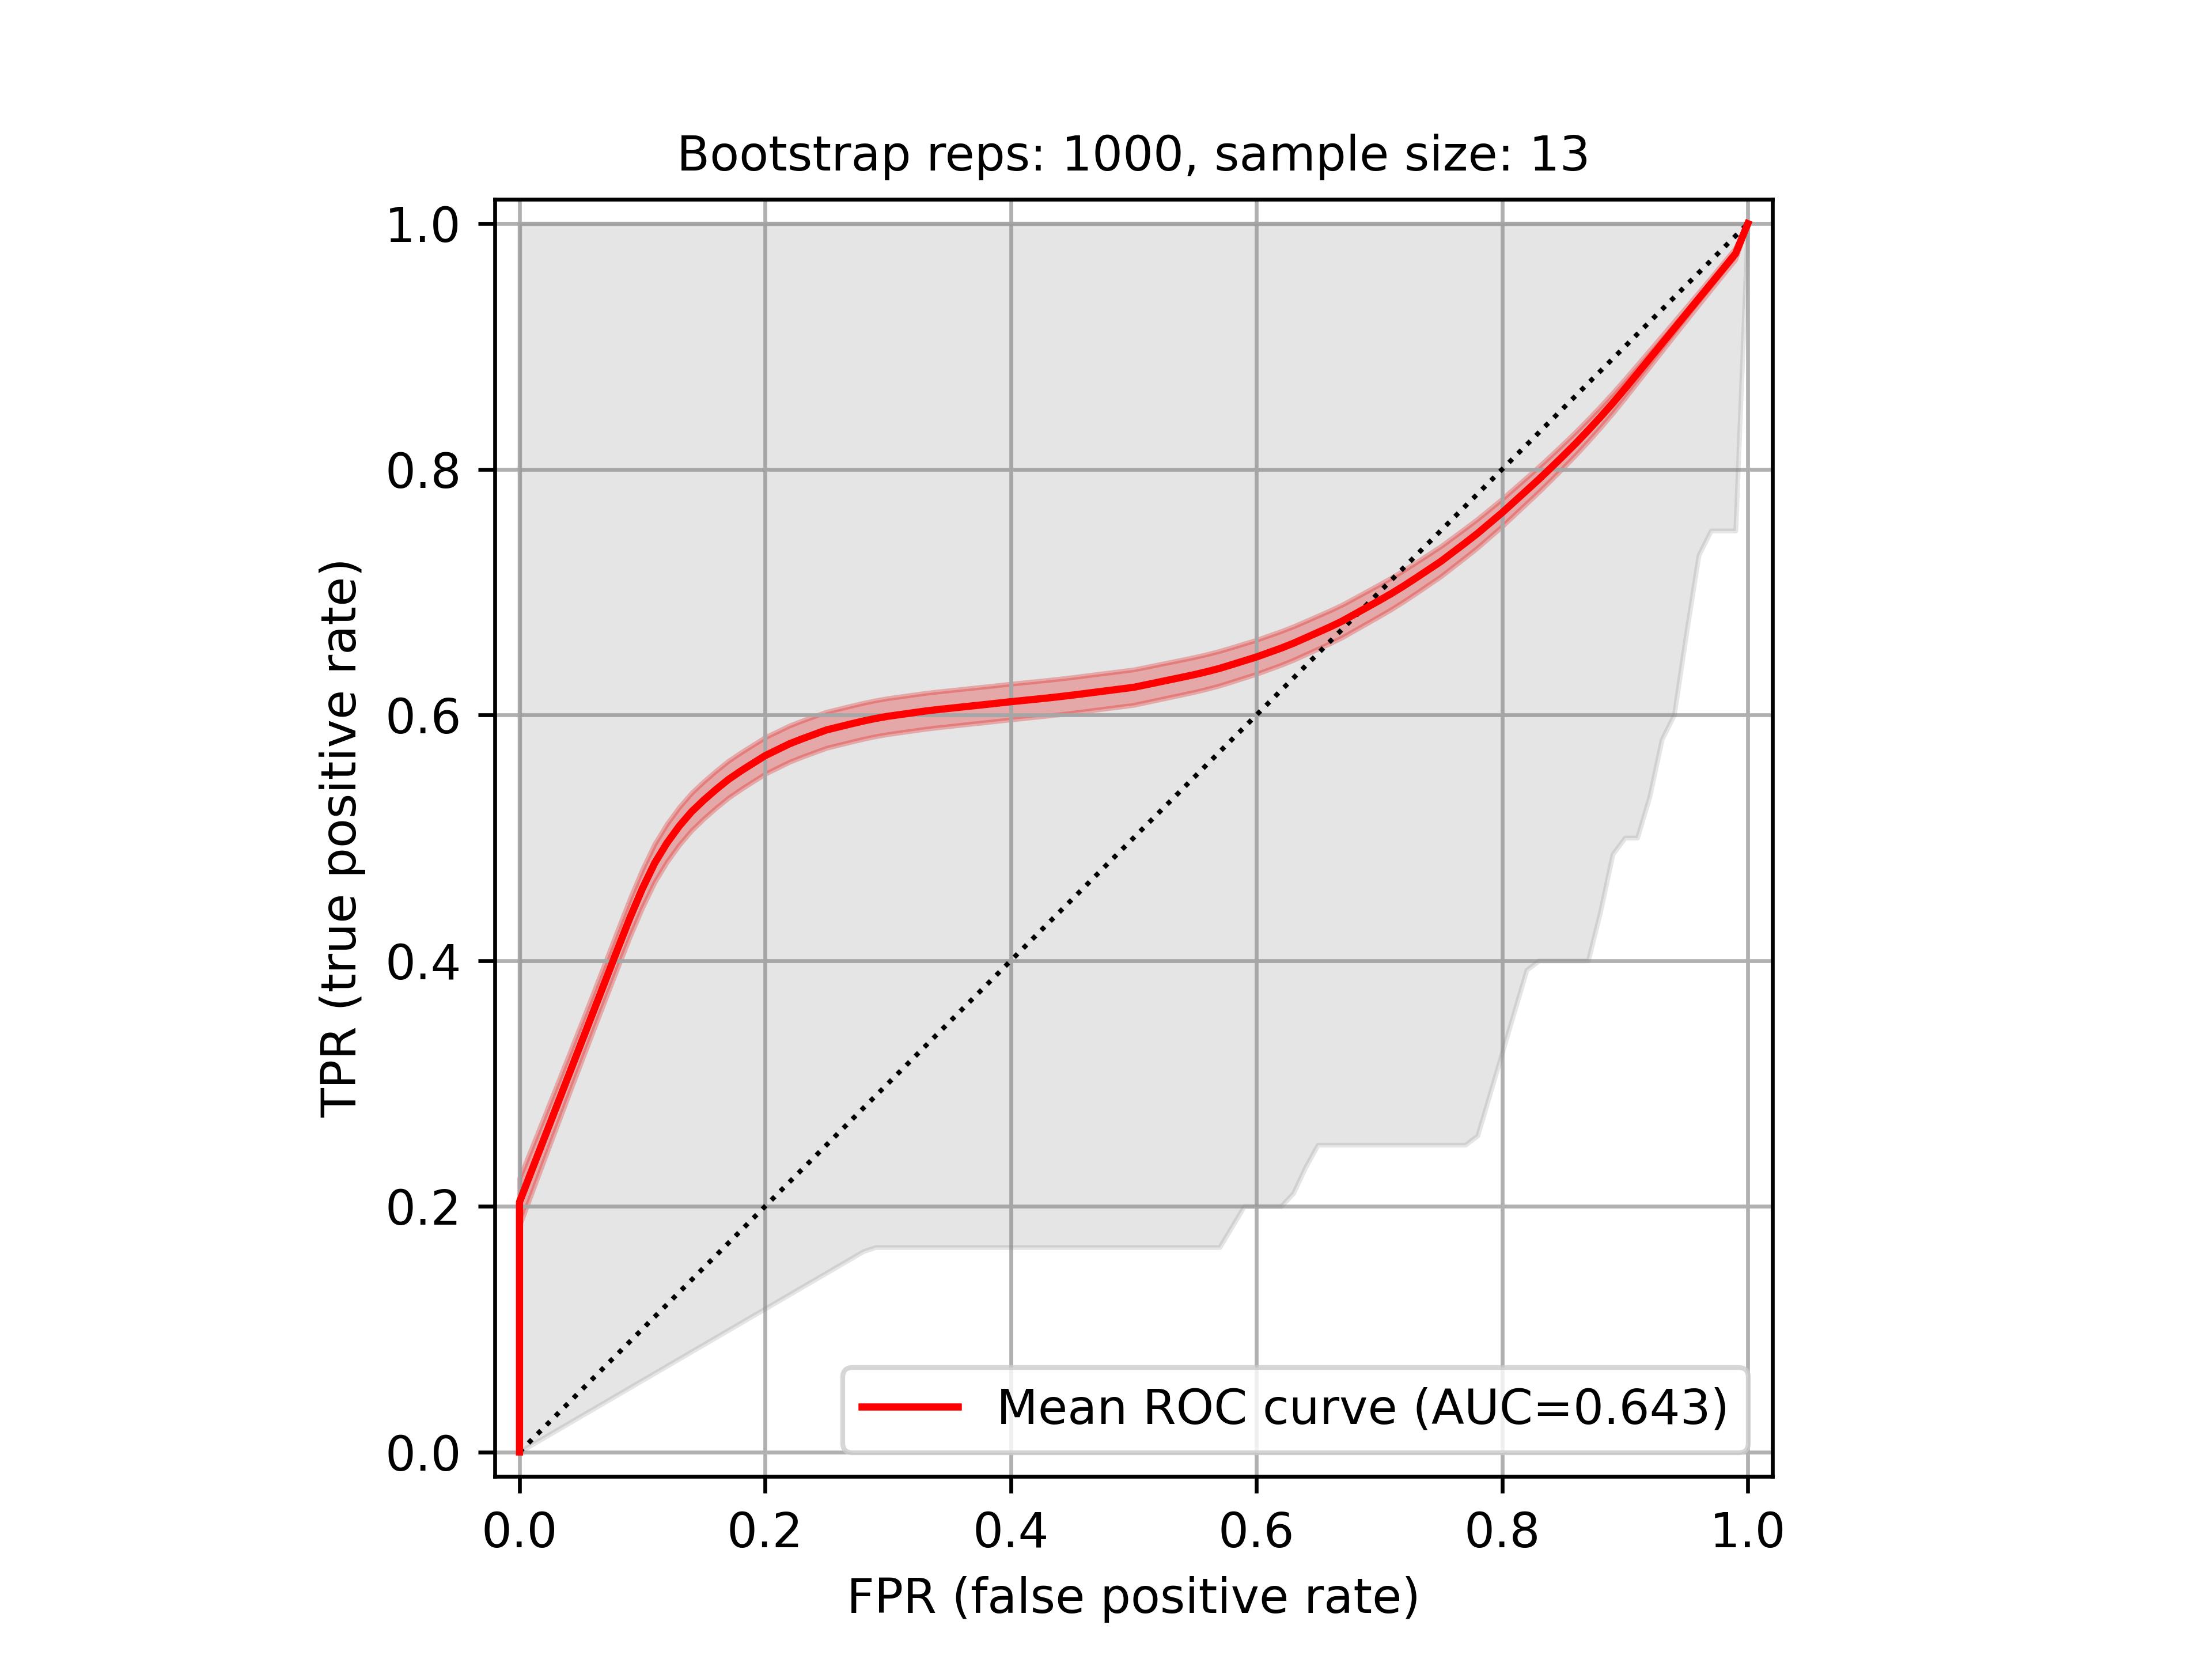 Bootstrap reps: 1000, sample size: 13
1.0
0.8
0.6
0.4
0.2
0.0
TPR (true positive rate)
Mean ROC curve (AUC=0.643)
0.0 0.2 0.4 0.6 0.8 1.0
FPR (false positive rate)